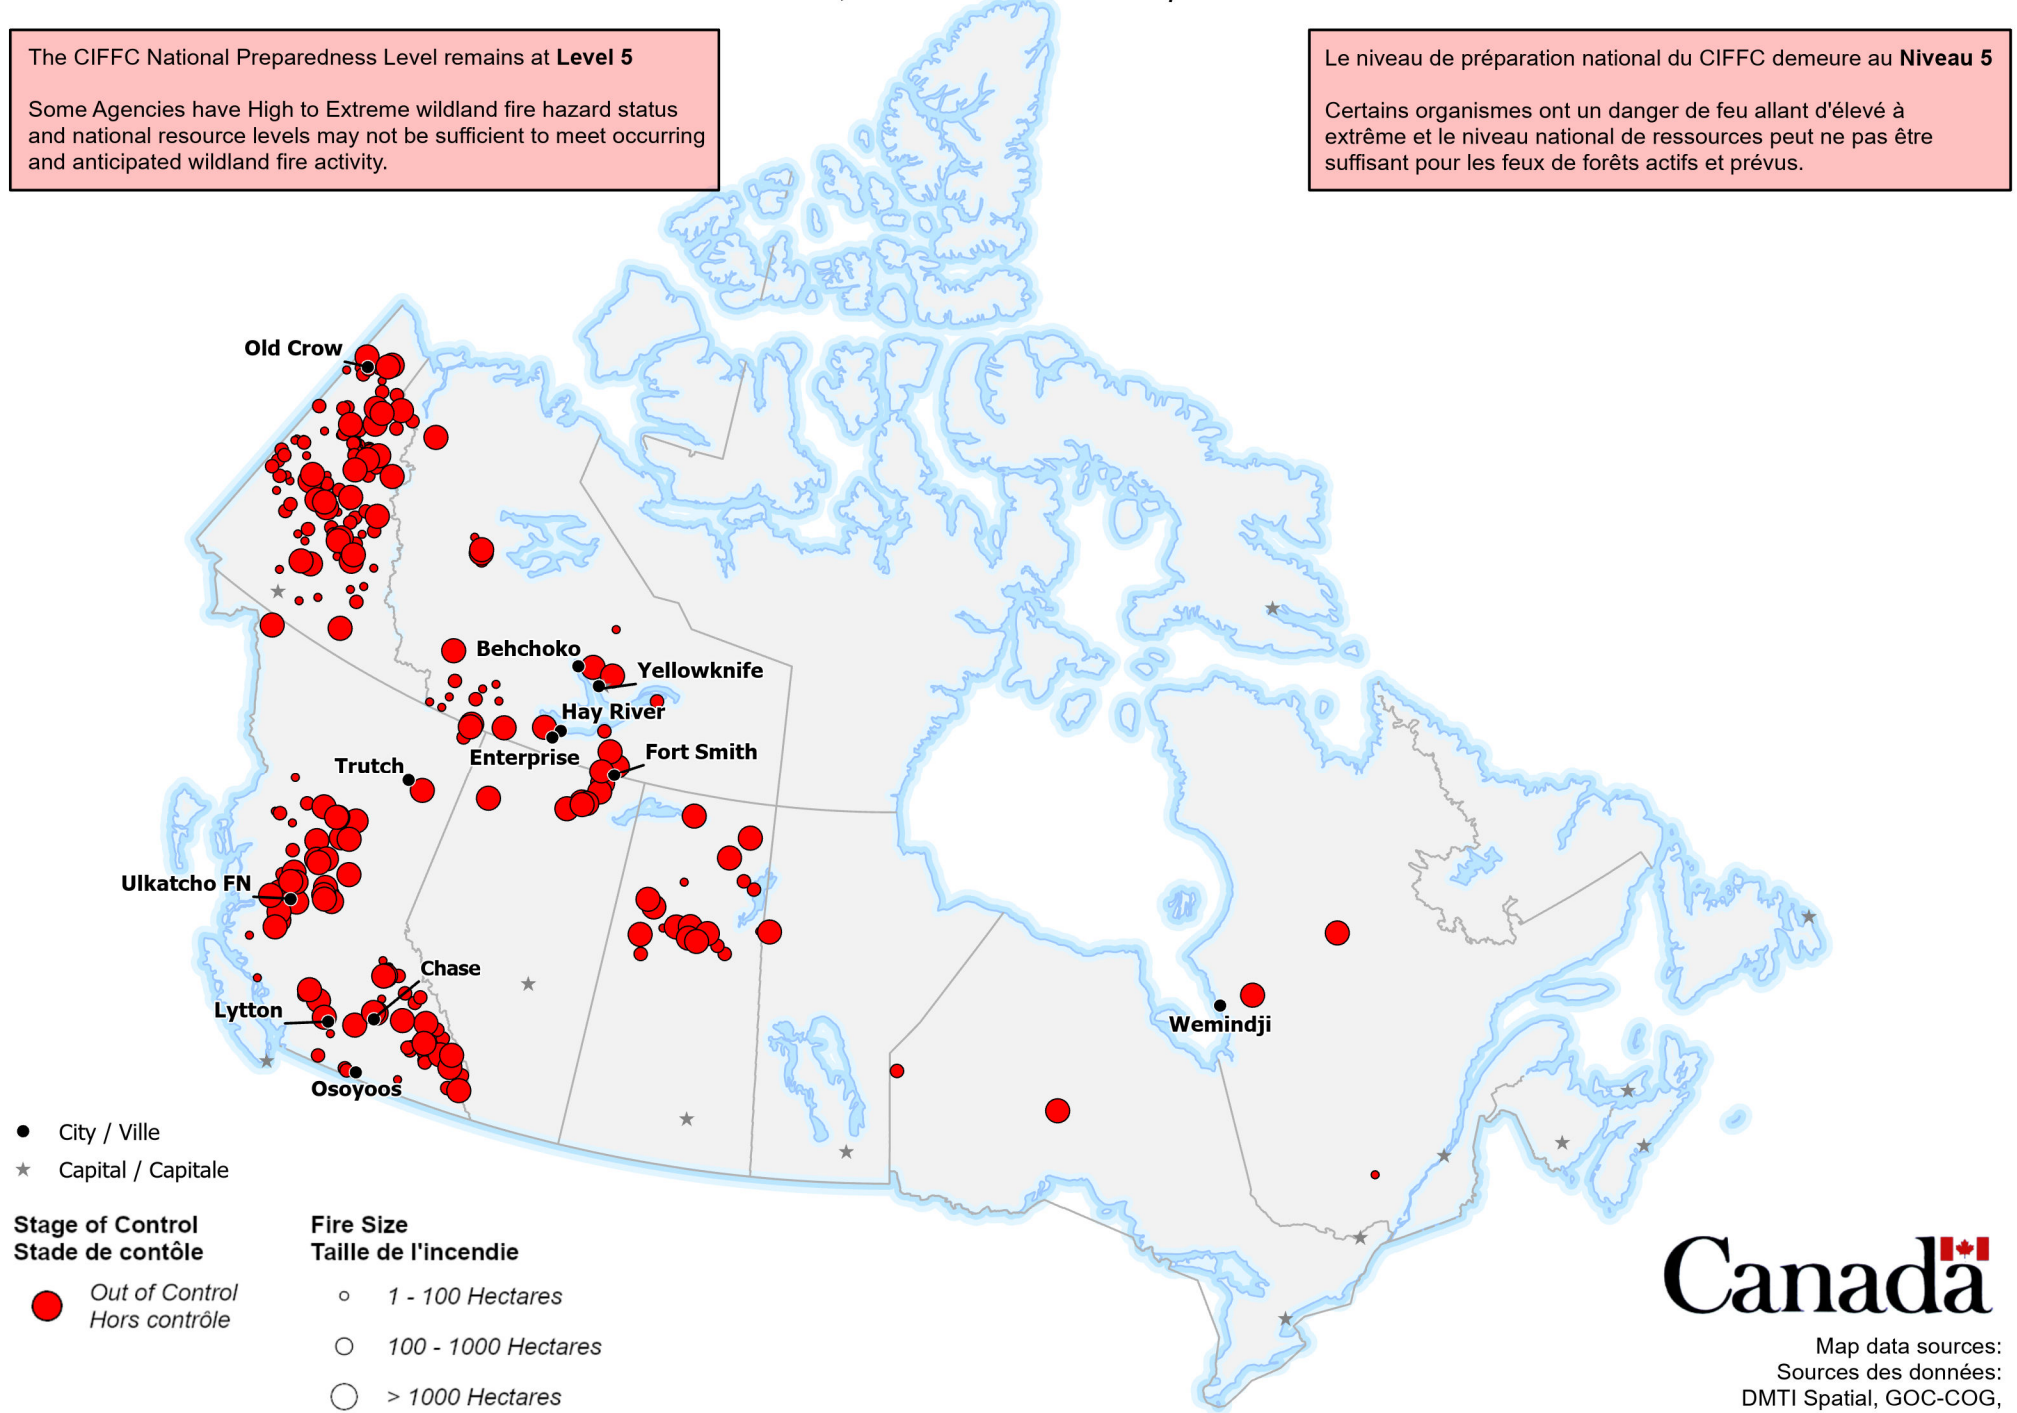 The CIFFC National Preparedness Level remains at Level 5
Some Agencies have High to Extreme wildland fire hazard status
and national resource levels may not be sufficient to meet occurring
and anticipated wildland fire activity.
Le niveau de préparation national du CIFFC demeure au Niveau 5
Certains organismes ont un danger de feu allant d'élevé à
extrême et le niveau national de ressources peut ne pas être
suffisant pour les feux de forêts actifs et prévus.
Old Crow
Behchoko
Yellowknife
Hay River
Enterprise
Fort Smith
Trutch
Ulkatcho FN
Chase
Lytton
Osoyoos
Wemindji
City / Ville
Capital / Capitale
Stage of Control
Stade de contôle
Out of Control
Hors contrôle
Fire Size
Taille de l'incendie
1 - 100 Hectares
100 - 1000 Hectares
> 1000 Hectares
Canada
Map data sources:
Sources des données:
DMTI Spatial, GOC-COG,